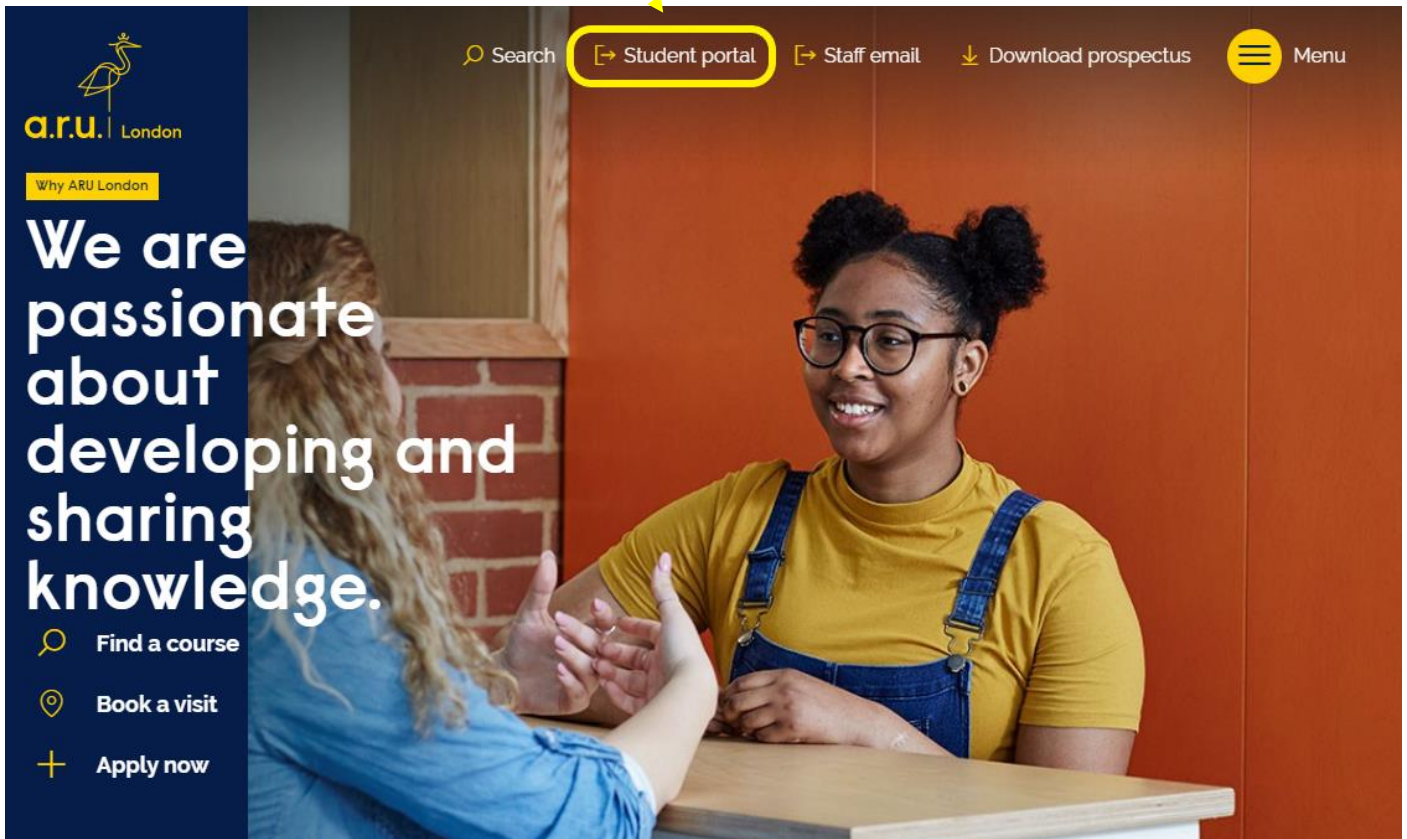 Search
Student portal
Staff email
Download prospectus
Menu
a.r.u. London
Why ARU London
We are
passionate
about
developing and
sharing
knowledge.
Find a course
Book a visit
Apply now